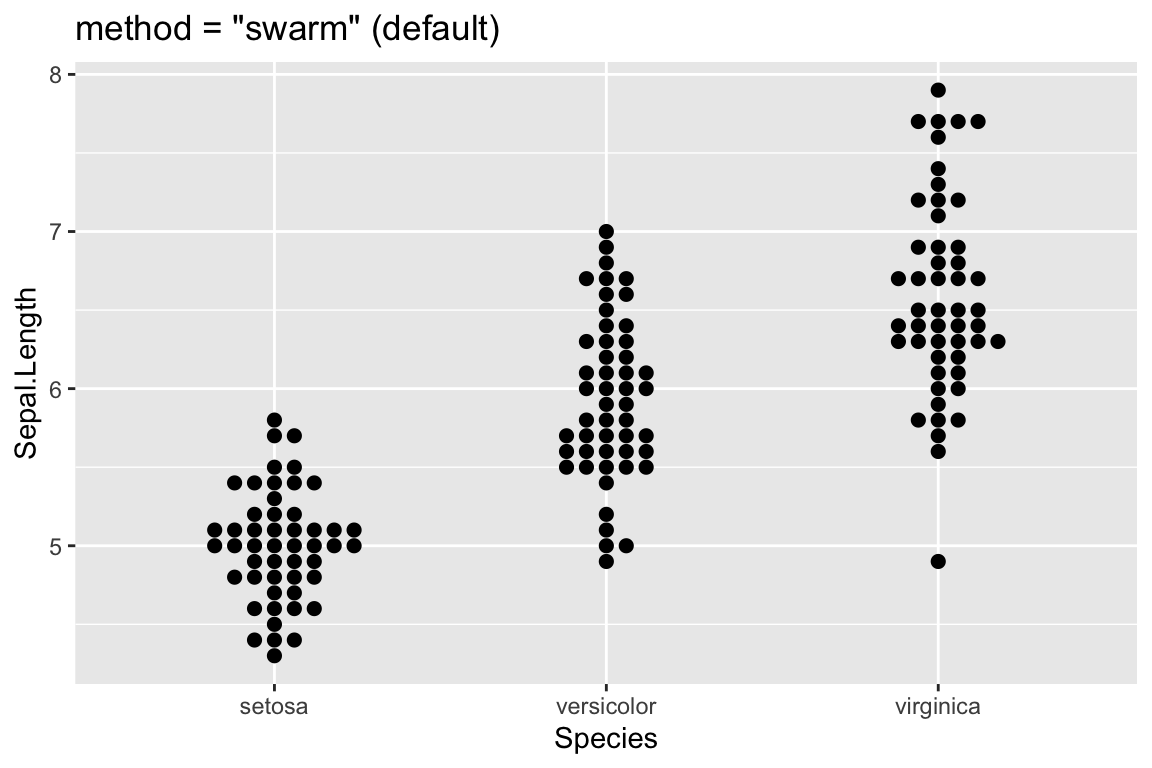 method = "swarm" (default)
8
7
6
5
Sepal.Length
setosa
versicolor
virginica
Species